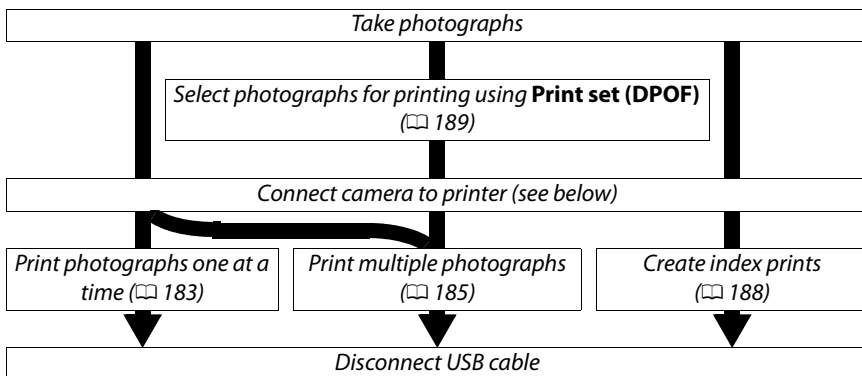 Take photographs
Select photographs for printing using Print set (DPOF)
(📖 189)
Connect camera to printer (see below)
Print photographs one at a
time (📖 183)
Print multiple photographs
(📖 185)
Create index prints
(📖 188)
Disconnect USB cable